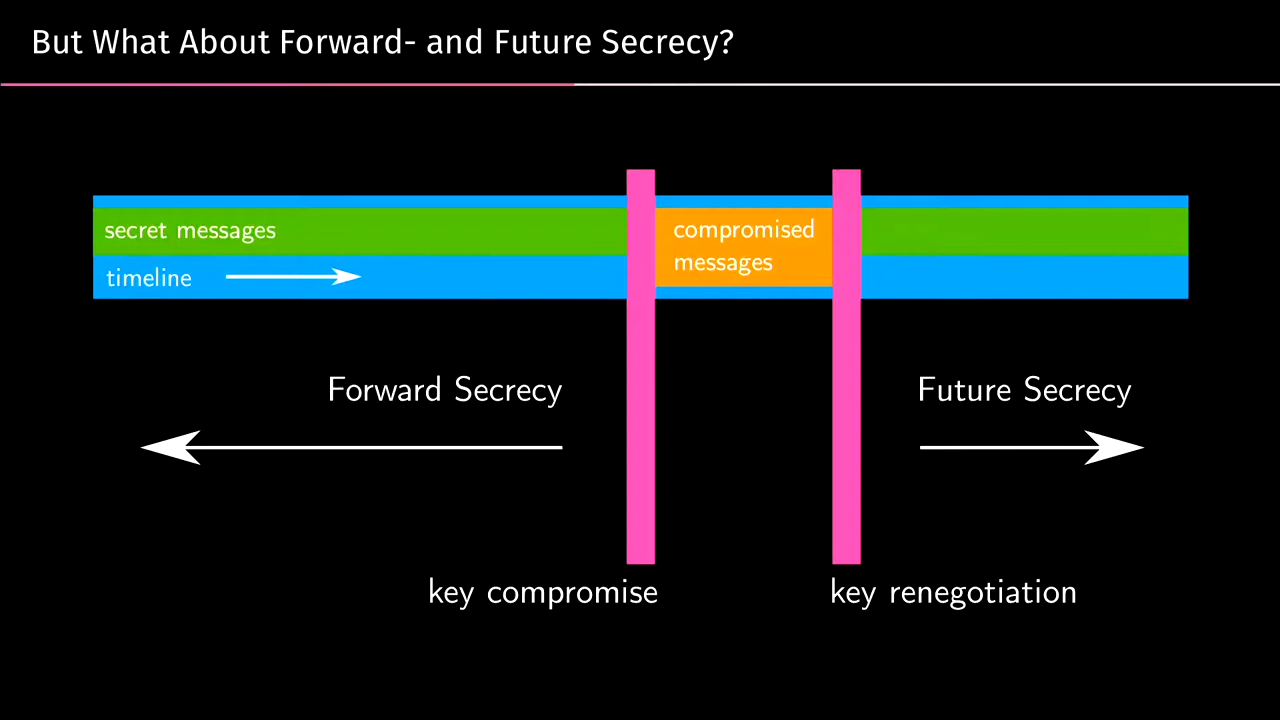 But What About Forward- and Future Secrecy?
secret messages
compromised
messages
timeline
Forward Secrecy
Future Secrecy
key compromise
key renegotiation